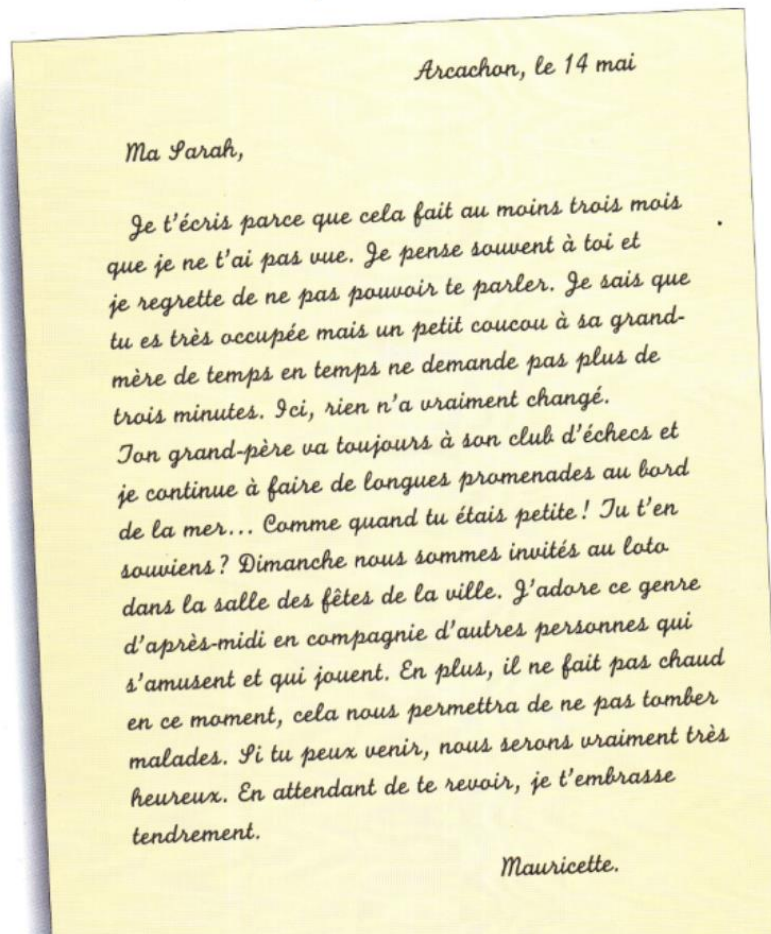 Arcachon, le 14 mai
Ma Sarah,
Je t'écris parce que cela fait au moins trois mois
que je ne t'ai pas vue. Je pense souvent à toi et
je regrette de ne pas pouvoir te parler. Je sais que
tu es très occupée mais un petit coucou à sa grand-
mère de temps en temps ne demande pas plus de
trois minutes. Ici, rien n'a vraiment changé.
Ton grand-père va toujours à son club d'échecs et
je continue à faire de longues promenades au bord
de la mer... Comme quand tu étais petite ! Tu t'en
souviens ? Dimanche nous sommes invités au loto
dans la salle des fêtes de la ville. J'adore ce genre
d'après-midi en compagnie d'autres personnes qui
s'amusent et qui jouent. En plus, il ne fait pas chaud
en ce moment, cela nous permettra de ne pas tomber
malades. Si tu peux venir, nous serons vraiment très
heureux. En attendant de te revoir, je t'embrasse
tendrement.
Mauricette.